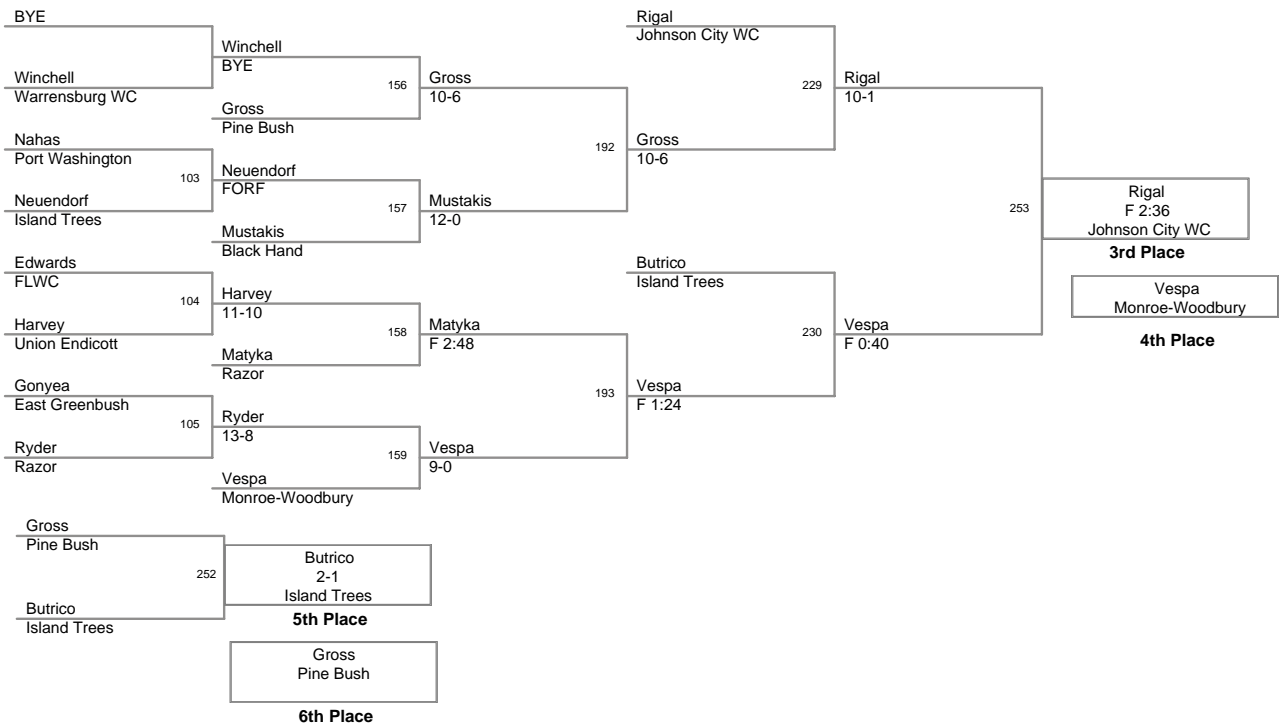 BYE
Winchell
Warrensburg WC
Nahas
Port Washington
103
Neuendorf
Island Trees
Edwards
FLWC
104
Harvey
Union Endicott
Gonyea
East Greenbush
105
Ryder
Razor
Winchell
BYE
156
Gross
Pine Bush
Neuendorf
FORF
157
Mustakis
Black Hand
Harvey
11-10
158
Matyka
Razor
Ryder
13-8
159
Vespa
Monroe-Woodbury
Gross
10-6
192
Mustakis
12-0
Matyka
F 2:48
193
Vespa
9-0
Rigal
Johnson City WC
229
Gross
10-6
Butrico
Island Trees
230
Vespa
F 1:24
Rigal
10-1
253
Vespa
F 0:40
Rigal
F 2:36
Johnson City WC
3rd Place
Vespa
Monroe-Woodbury
4th Place
Gross
Pine Bush
252
Butrico
Island Trees
Butrico
2-1
Island Trees
5th Place
Gross
Pine Bush
6th Place